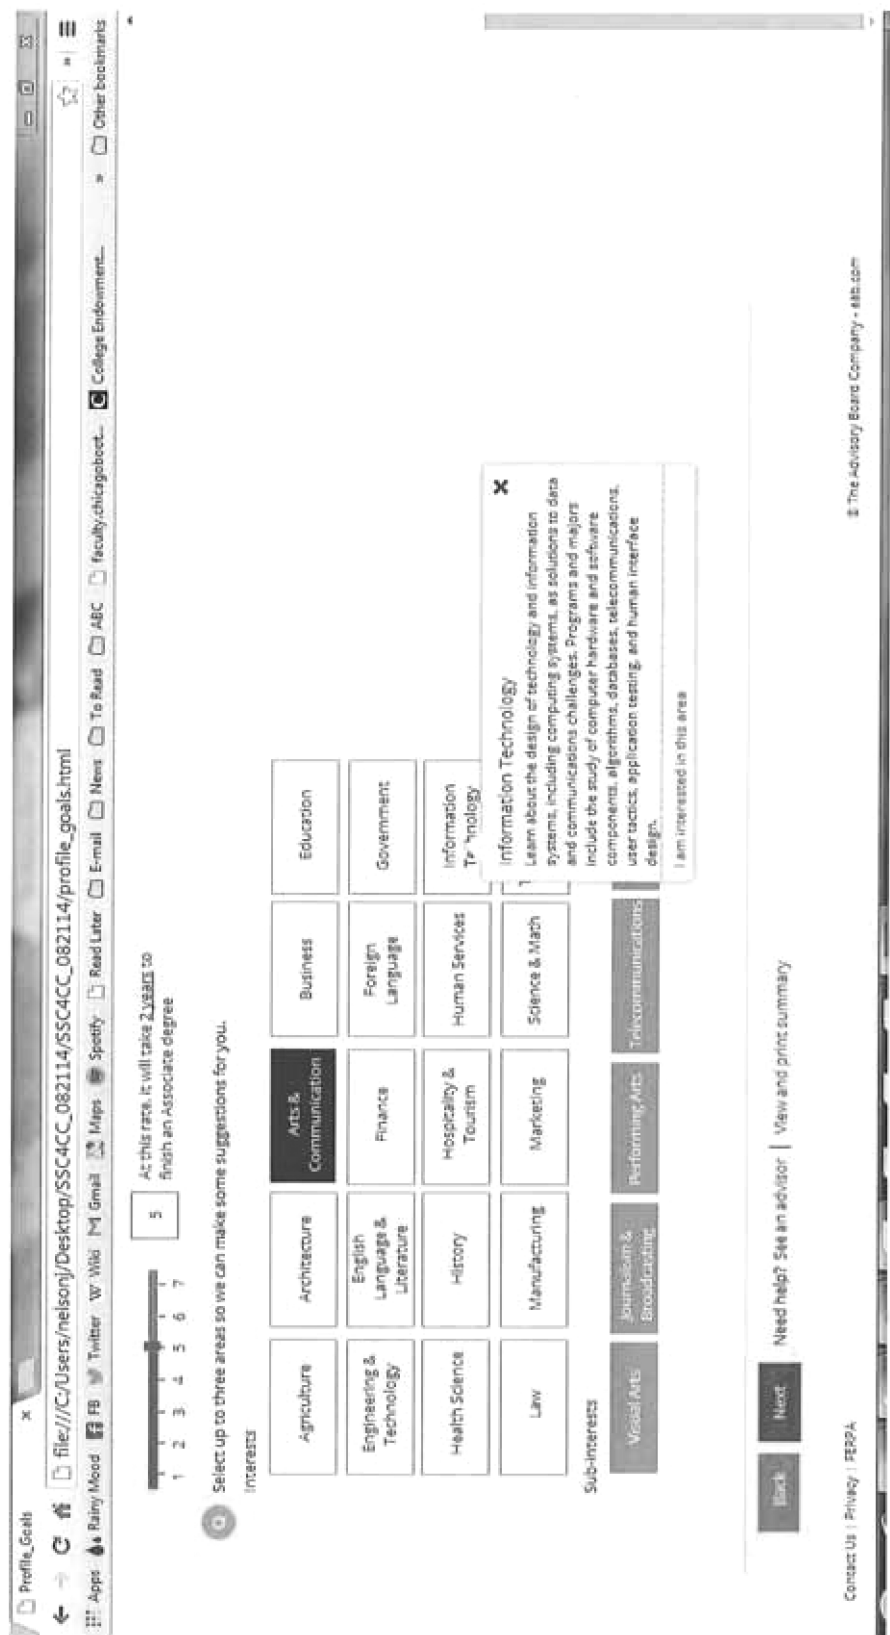 Profile_Goals
file:///C:/Users/nelsonj/Desktop/SSC4CC_082114/SSC4CC_082114/profile_goals.html
Apps Rainy Mood FB Twitter W Wiki Gmail Maps Spotify Read Later E-mail News To Read ABC faculty.chicagoboot... College Endowment... » Other bookmarks
1 2 3 4 5 6 7
5
At this rate, it will take 2 years to
finish an Associate degree
Q Select up to three areas so we can make some suggestions for you.
Interests
Agriculture
Architecture
Arts &
Communication
Business
Education
Engineering &
Technology
English
Language &
Literature
Finance
Foreign
Language
Government
Health Science
History
Hospitality &
Tourism
Human Services
Information
Law
Manufacturing
Marketing
Science & Math
Information Technology
Learn about the design of technology and information
systems, including computing systems, as solutions to data
and communications challenges. Programs and majors
include the study of computer hardware and software
components, algorithms, databases, telecommunications,
user tactics, application testing, and human interface
design.
I am interested in this area
Sub-interests
Visual Arts
Journalism &
Broadcasting
Performing Arts
Telecommunications
Back
Next
Need help? See an advisor | View and print summary
Contact Us | Privacy | FERPA
© The Advisory Board Company - eab.com